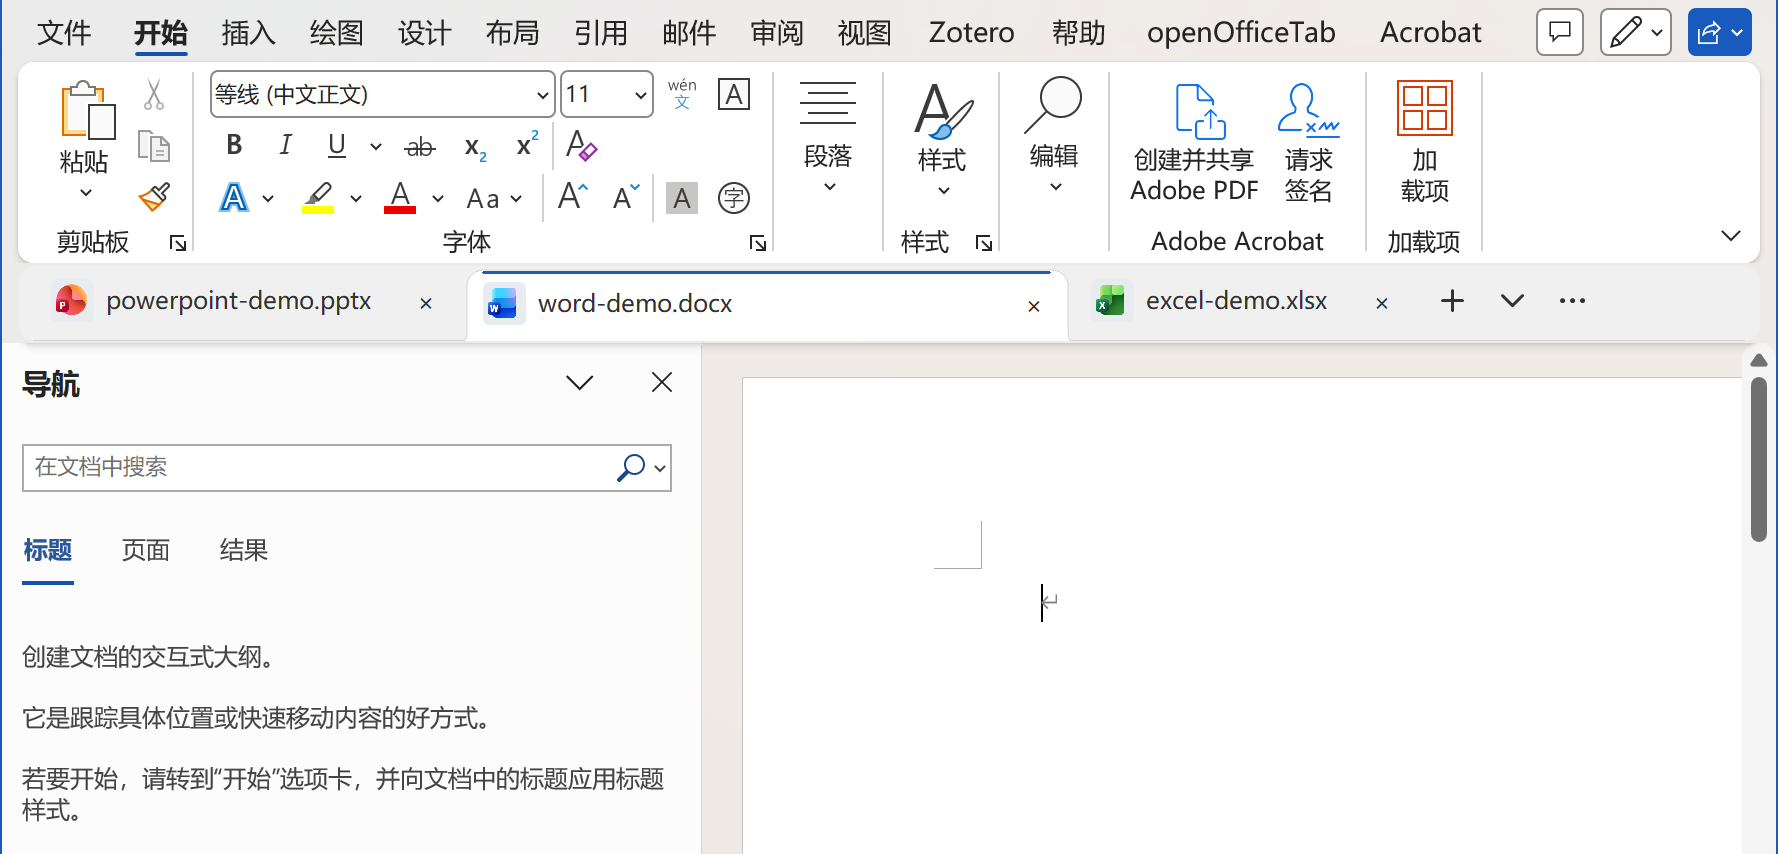 文件 开始 插入 绘图 设计 布局 引用 邮件 审阅 视图 Zotero 帮助 openOfficeTab Acrobat
等线 (中文正文) 11 wén 文 A
粘贴 B I U ab x₂ x² A 段落 样式 编辑 创建并共享 Adobe PDF 请求 签名 加 载项
A A Aa A A A 字
剪贴板 字体 样式 Adobe Acrobat 加载项
powerpoint-demo.pptx × word-demo.docx × excel-demo.xlsx × + ...
导航
在文档中搜索
标题 页面 结果
创建文档的交互式大纲。
它是跟踪具体位置或快速移动内容的好方式。
若要开始，请转到“开始”选项卡，并向文档中的标题应用标题
样式。